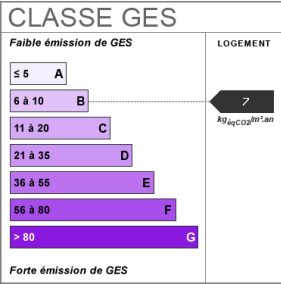 CLASSE GES
Faible émission de GES
LOGEMENT
≤ 5 A
6 à 10 B
7
kgéqCO2/m².an
11 à 20 C
21 à 35 D
36 à 55 E
56 à 80 F
> 80 G
Forte émission de GES